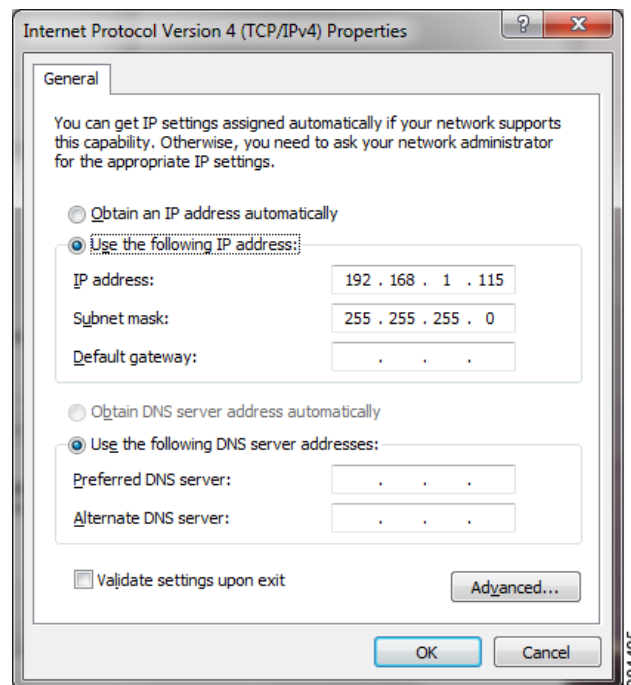 Internet Protocol Version 4 (TCP/IPv4) Properties
General
You can get IP settings assigned automatically if your network supports
this capability. Otherwise, you need to ask your network administrator
for the appropriate IP settings.
Obtain an IP address automatically
Use the following IP address:
IP address: 192 . 168 . 1 . 115
Subnet mask: 255 . 255 . 255 . 0
Default gateway: . . .
Obtain DNS server address automatically
Use the following DNS server addresses:
Preferred DNS server: . . .
Alternate DNS server: . . .
Validate settings upon exit
Advanced...
OK Cancel